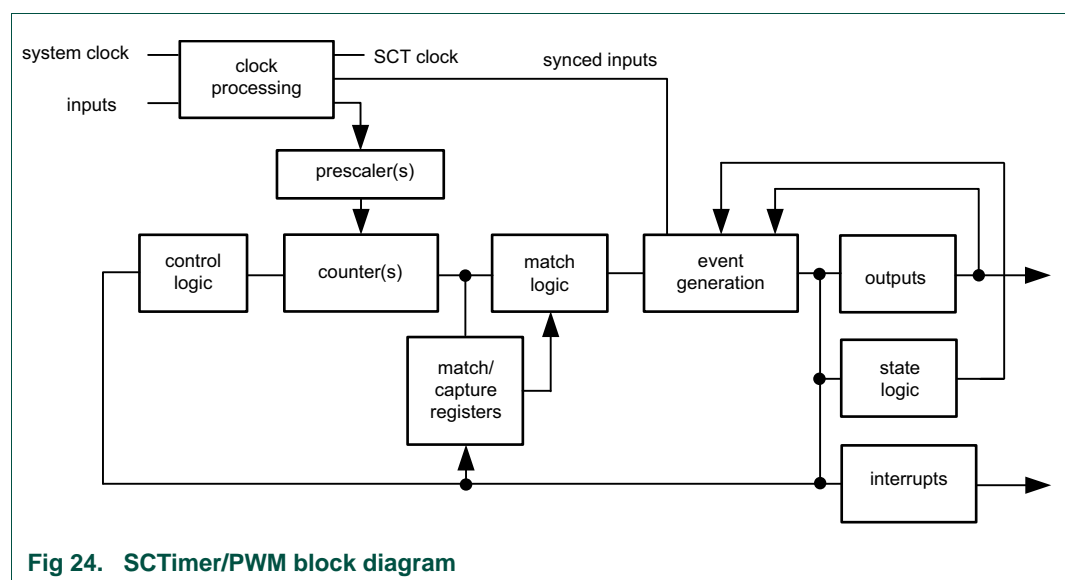 system clock
inputs
clock
processing
SCT clock
synced inputs
prescaler(s)
control
logic
counter(s)
match
logic
event
generation
outputs
match/
capture
registers
state
logic
interrupts
Fig 24. SCTimer/PWM block diagram